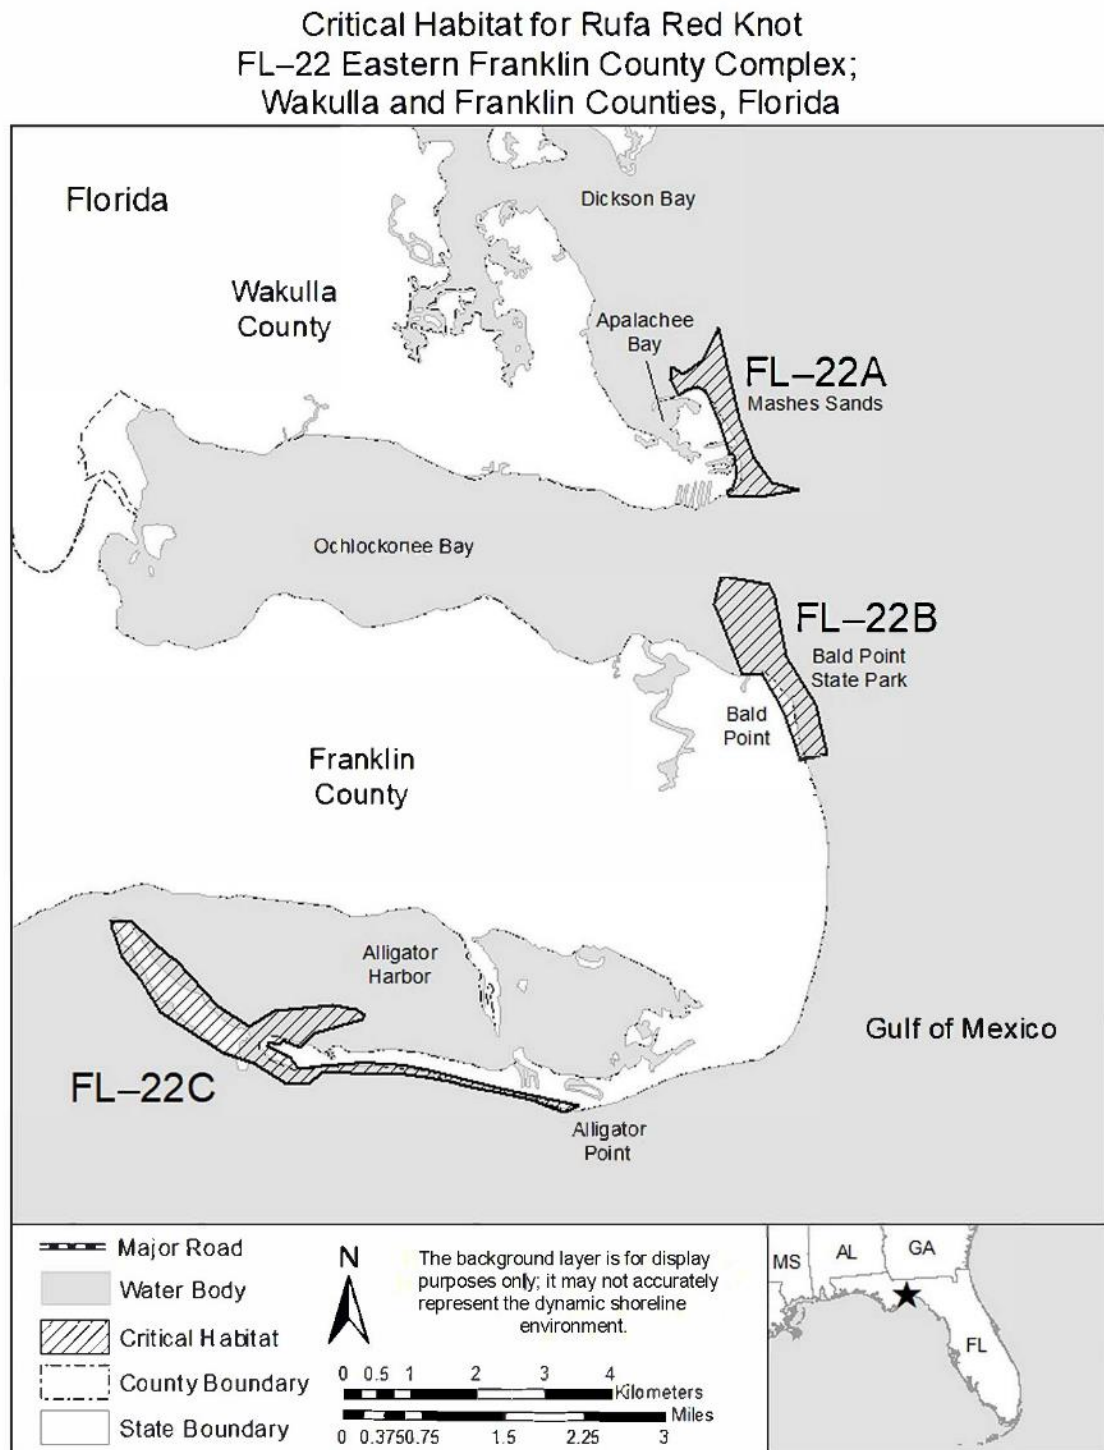 Critical Habitat for Rufa Red Knot
FL–22 Eastern Franklin County Complex;
Wakulla and Franklin Counties, Florida
Florida
Dickson Bay
Wakulla
County
Apalachee
Bay
FL–22A
Mashes Sands
Ochlockonee Bay
FL–22B
Bald Point
State Park
Bald
Point
Franklin
County
Alligator
Harbor
Gulf of Mexico
FL–22C
Alligator
Point
Major Road
Water Body
Critical Habitat
County Boundary
State Boundary
N
The background layer is for display
purposes only; it may not accurately
represent the dynamic shoreline
environment.
0 0.5 1 2 3 4
Kilometers
Miles
0 0.3750.75 1.5 2.25 3
MS
AL
GA
FL